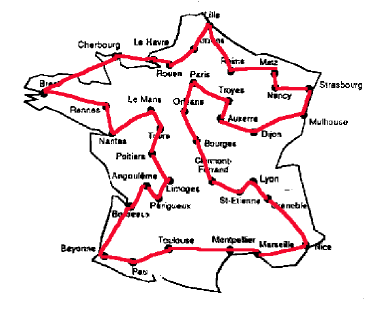 Lille
Cherbourg
Le Havre
Rouen
Reims
Metz
Paris
Strasbourg
Nancy
Brest
Le Mans
Troyes
Rennes
Orleans
Auxerre
Mulhouse
Nantes
Tours
Dijon
Bourges
Poitiers
Clermont-
Ferrand
Angoulême
Limoges
Lyon
Périgueux
St-Etienne
Grenoble
Bordeaux
Toulouse
Montpellier
Bayonne
Marseille
Nice
Pau